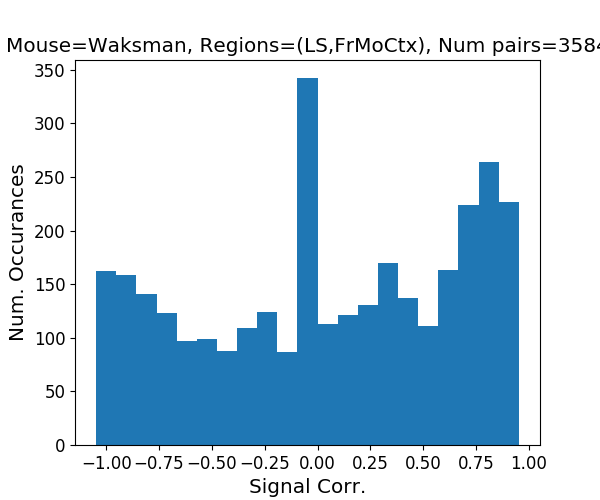 Mouse=Waksman, Regions=(LS,FrMoCtx), Num pairs=3584
350
300
250
200
150
100
50
0
Num. Occurances
−1.00 −0.75 −0.50 −0.25 0.00 0.25 0.50 0.75 1.00
Signal Corr.